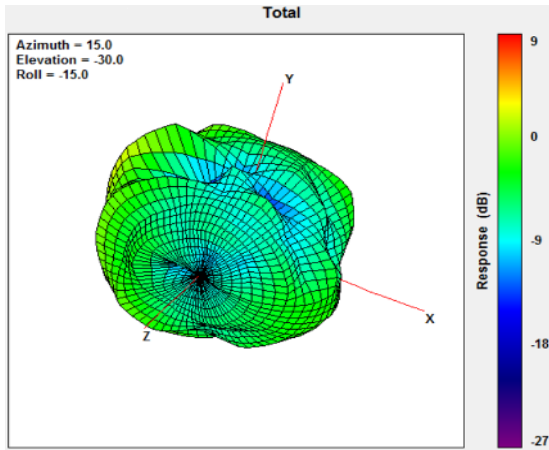 Total
Azimuth = 15.0
Elevation = -30.0
Roll = -15.0
Y
X
Z
9
0
-9
-18
-27
Response (dB)